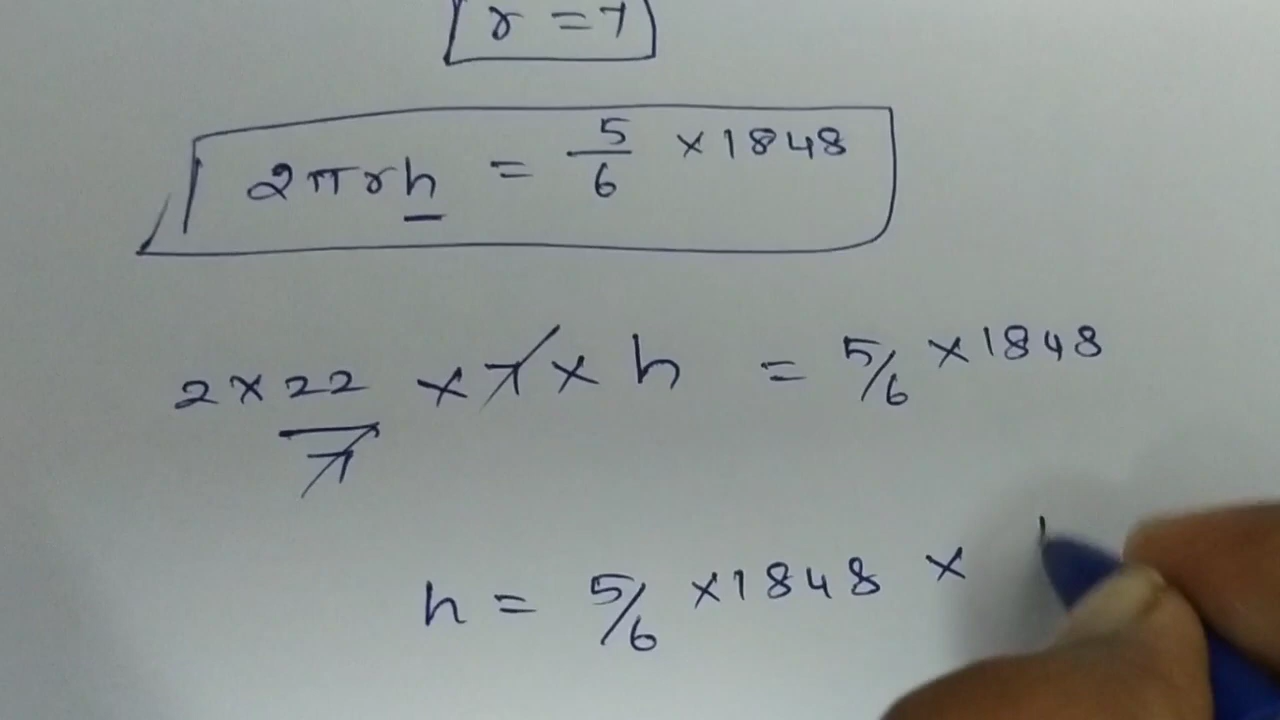 r = 7
2πrh = 5/6 × 1848
2 × 22/7 × 7 × h = 5/6 × 1848
h = 5/6 × 1848 ×